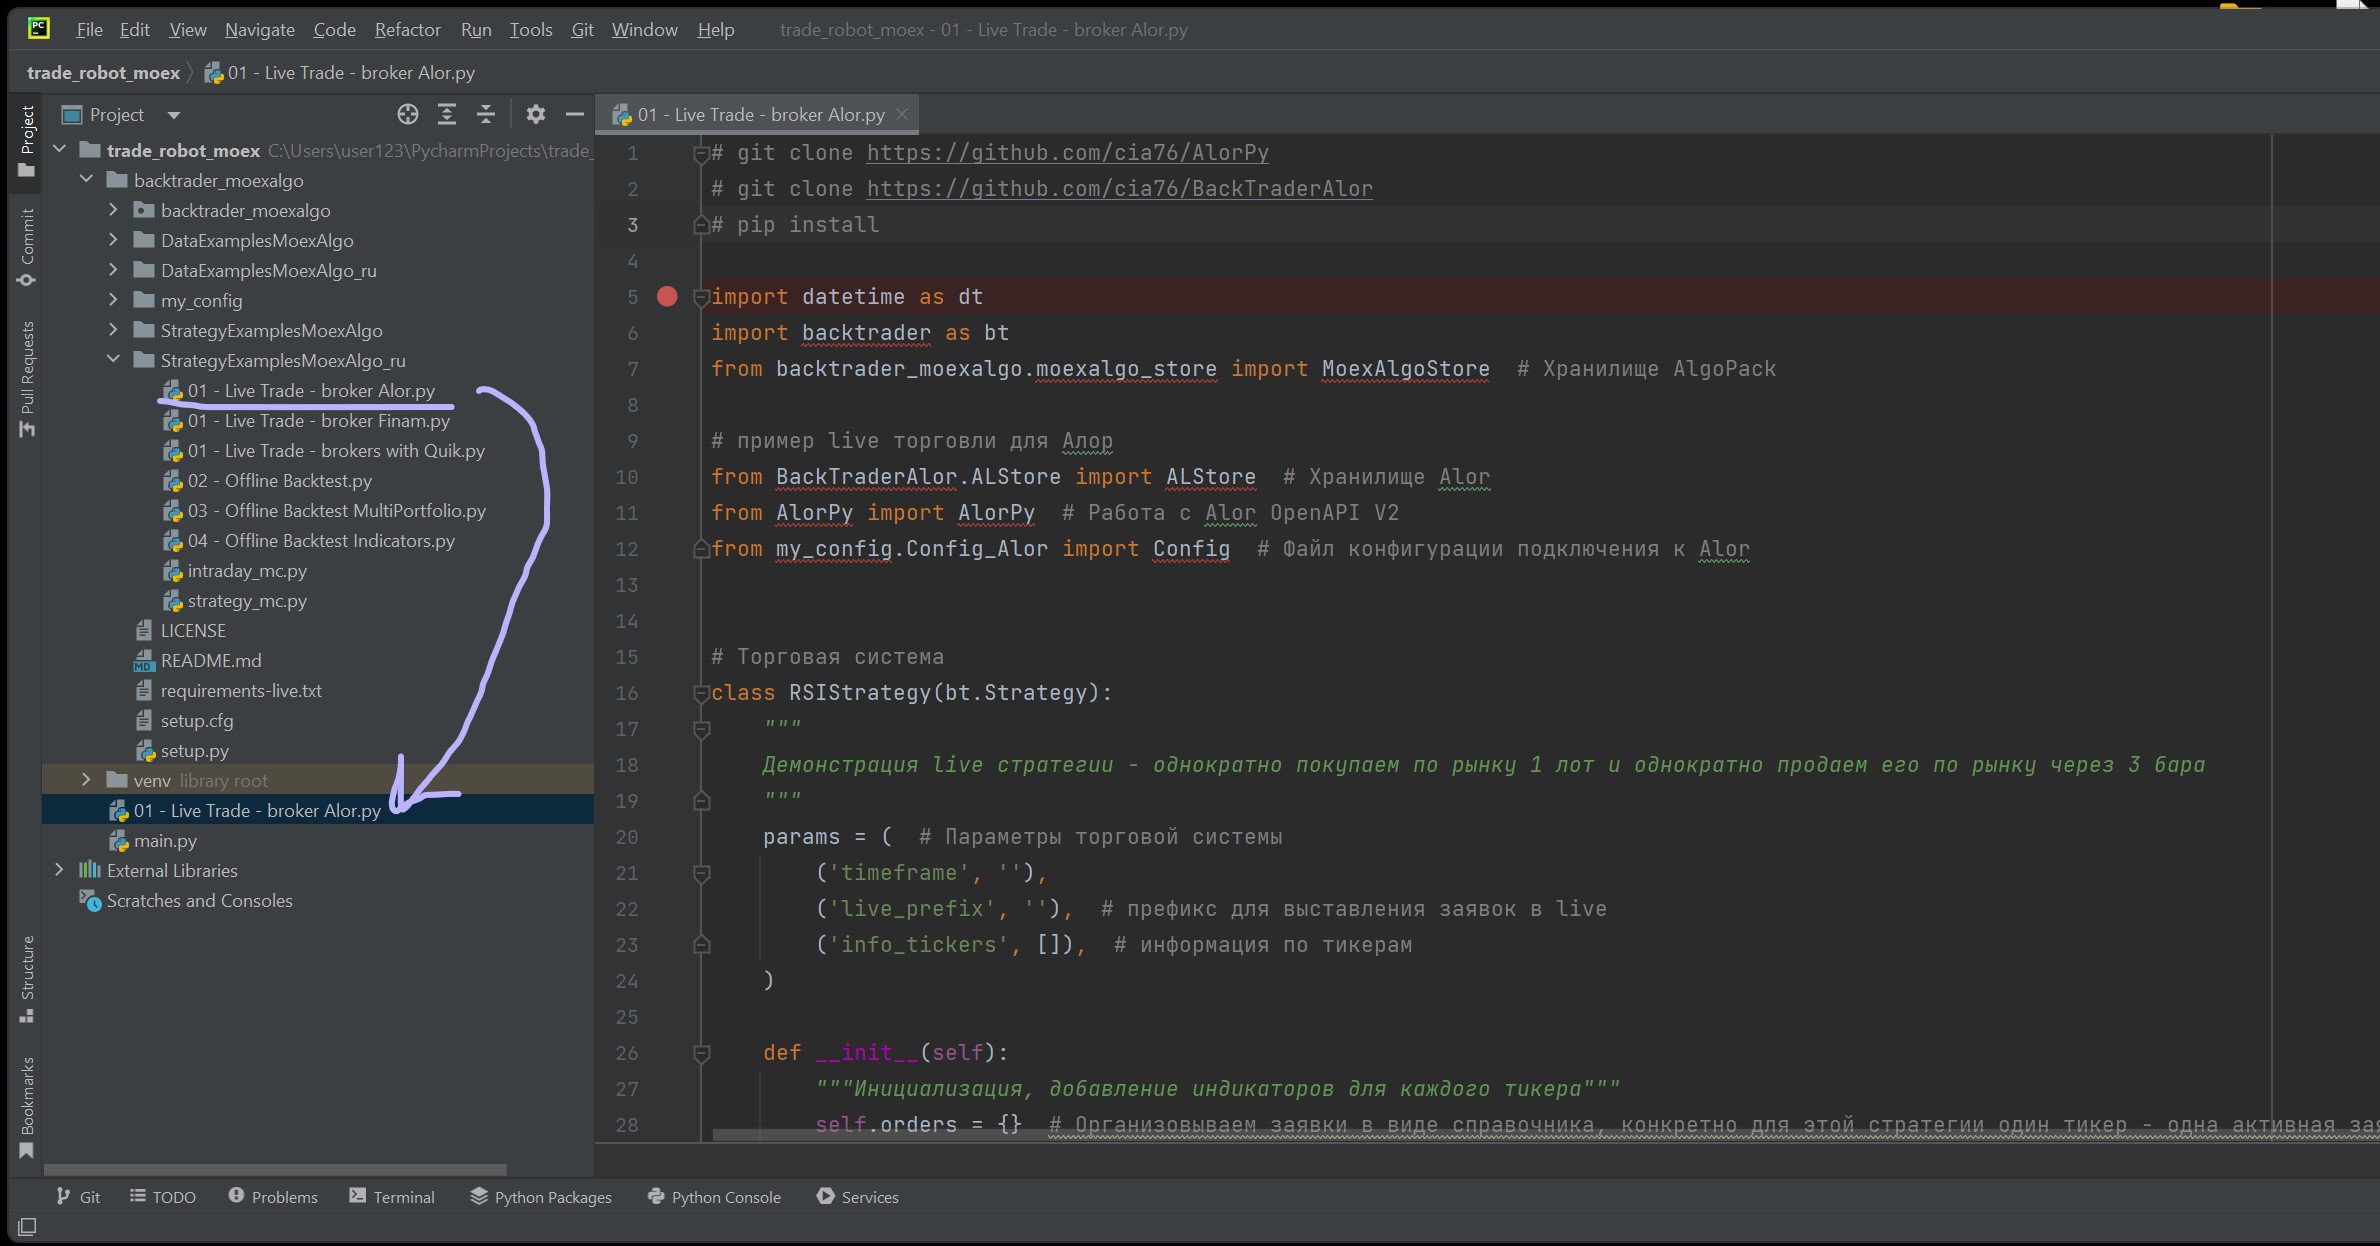 PC
File Edit View Navigate Code Refactor Run Tools Git Window Help trade_robot_moex - 01 - Live Trade - broker Alor.py
trade_robot_moex 01 - Live Trade - broker Alor.py
Project
Commit
Pull Requests
Structure
Bookmarks
Project
trade_robot_moex C:\Users\user123\PycharmProjects\trade_
backtrader_moexalgo
backtrader_moexalgo
DataExamplesMoexAlgo
DataExamplesMoexAlgo_ru
my_config
StrategyExamplesMoexAlgo
StrategyExamplesMoexAlgo_ru
01 - Live Trade - broker Alor.py
01 - Live Trade - broker Finam.py
01 - Live Trade - brokers with Quik.py
02 - Offline Backtest.py
03 - Offline Backtest MultiPortfolio.py
04 - Offline Backtest Indicators.py
intraday_mc.py
strategy_mc.py
LICENSE
MD README.md
requirements-live.txt
setup.cfg
setup.py
venv library root
01 - Live Trade - broker Alor.py
main.py
External Libraries
Scratches and Consoles
01 - Live Trade - broker Alor.py
1 # git clone https://github.com/cia76/AlorPy
2 # git clone https://github.com/cia76/BackTraderAlor
3 # pip install
4
5 import datetime as dt
6 import backtrader as bt
7 from backtrader_moexalgo.moexalgo_store import MoexAlgoStore # Хранилище AlgoPack
8
9 # пример live торговли для Алор
10 from BackTraderAlor.ALStore import ALStore # Хранилище Alor
11 from AlorPy import AlorPy # Работа с Alor OpenAPI V2
12 from my_config.Config_Alor import Config # Файл конфигурации подключения к Alor
13
14
15 # Торговая система
16 class RSIStrategy(bt.Strategy):
17 """
18 Демонстрация live стратегии - однократно покупаем по рынку 1 лот и однократно продаем его по рынку через 3 бара
19 """
20 params = ( # Параметры торговой системы
21 ('timeframe', ''),
22 ('live_prefix', ''), # префикс для выставления заявок в live
23 ('info_tickers', []), # информация по тикерам
24 )
25
26 def __init__(self):
27 """Инициализация, добавление индикаторов для каждого тикера"""
28 self.orders = {} # Организовываем заявки в виде справочника, конкретно для этой стратегии один тикер - одна активная зая
Git TODO Problems Terminal Python Packages Python Console Services